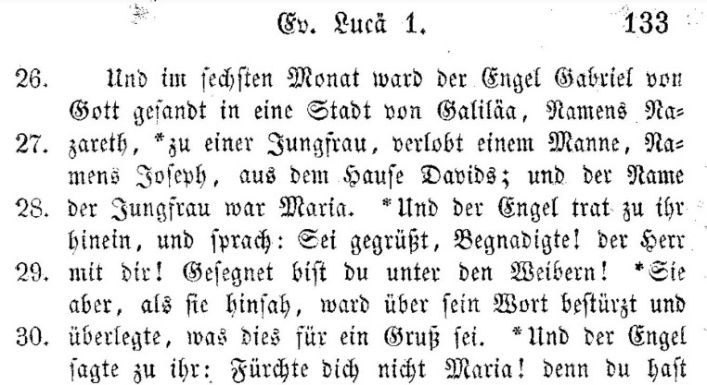 Ev. Lucä 1. 133
26. Und im sechsten Monat ward der Engel Gabriel von
Gott gesandt in eine Stadt von Galiläa, Namens Na=
27. zareth, *zu einer Jungfrau, verlobt einem Manne, Na=
mens Joseph, aus dem Hause Davids; und der Name
28. der Jungfrau war Maria. *Und der Engel trat zu ihr
hinein, und sprach: Sei gegrüßt, Begnadigte! der Herr
29. mit dir! Gesegnet bist du unter den Weibern! *Sie
aber, als sie hinsah, ward über sein Wort bestürzt und
30. überlegte, was dies für ein Gruß sei. *Und der Engel
sagte zu ihr: Fürchte dich nicht Maria! denn du hast